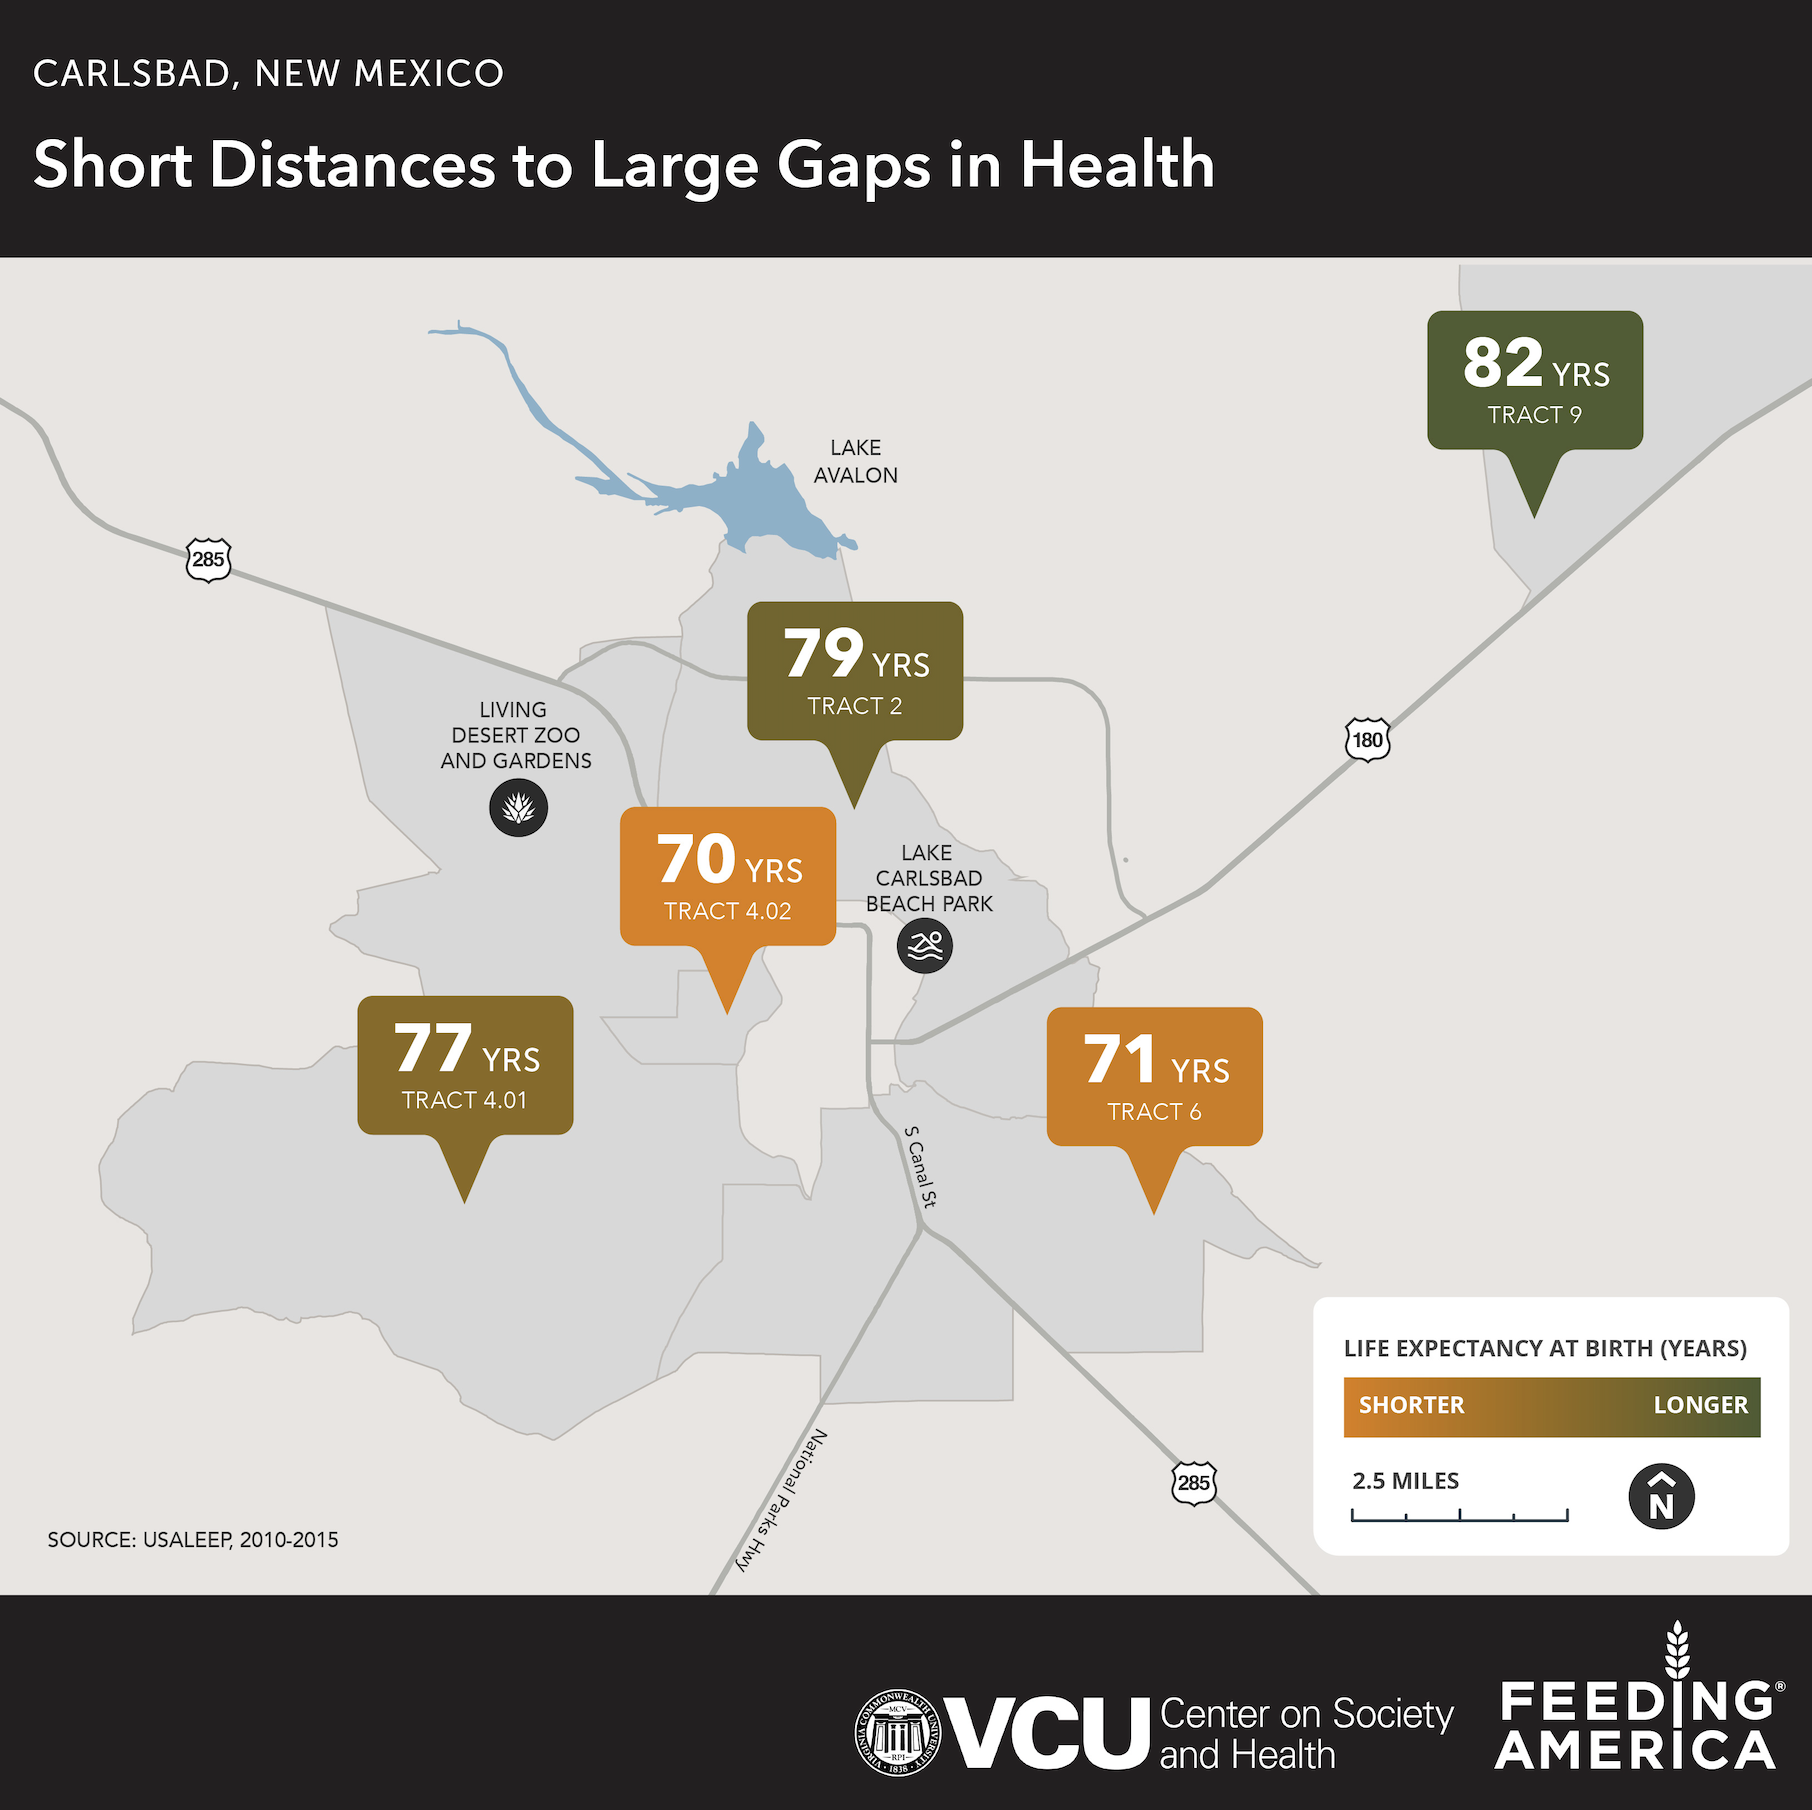 CARLSBAD, NEW MEXICO
Short Distances to Large Gaps in Health
82 YRS
TRACT 9
LAKE
AVALON
285
79 YRS
TRACT 2
LIVING
DESERT ZOO
AND GARDENS
180
70 YRS
TRACT 4.02
LAKE
CARLSBAD
BEACH PARK
77 YRS
TRACT 4.01
71 YRS
TRACT 6
S Canal St
LIFE EXPECTANCY AT BIRTH (YEARS)
SHORTER LONGER
2.5 MILES
N
National Parks Hwy
285
SOURCE: USALEEP, 2010-2015
VIRGINIA COMMONWEALTH UNIVERSITY
MCV
RPI
1838
VCU
Center on Society
and Health
FEEDING®
AMERICA